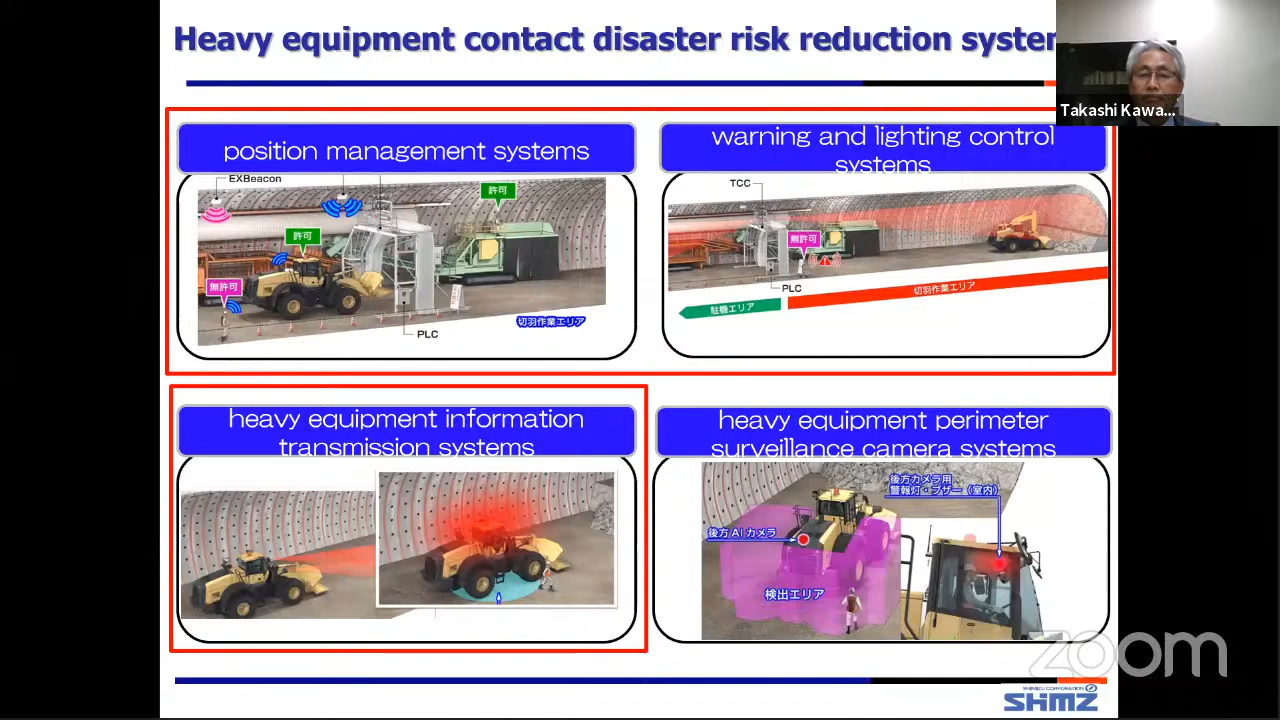 Heavy equipment contact disaster risk reduction system
Takashi Kawa...
position management systems
warning and lighting control
systems
EXBeacon
許可
許可
無許可
PLC
切羽作業エリア
TCC
無許可
PLC
駐機エリア
切羽作業エリア
heavy equipment information
transmission systems
heavy equipment perimeter
surveillance camera systems
後方カメラ用
警報灯・ブザー（室内）
後方AIカメラ
検出エリア
zoom
SHIMIZU CORPORATION
SHMZ